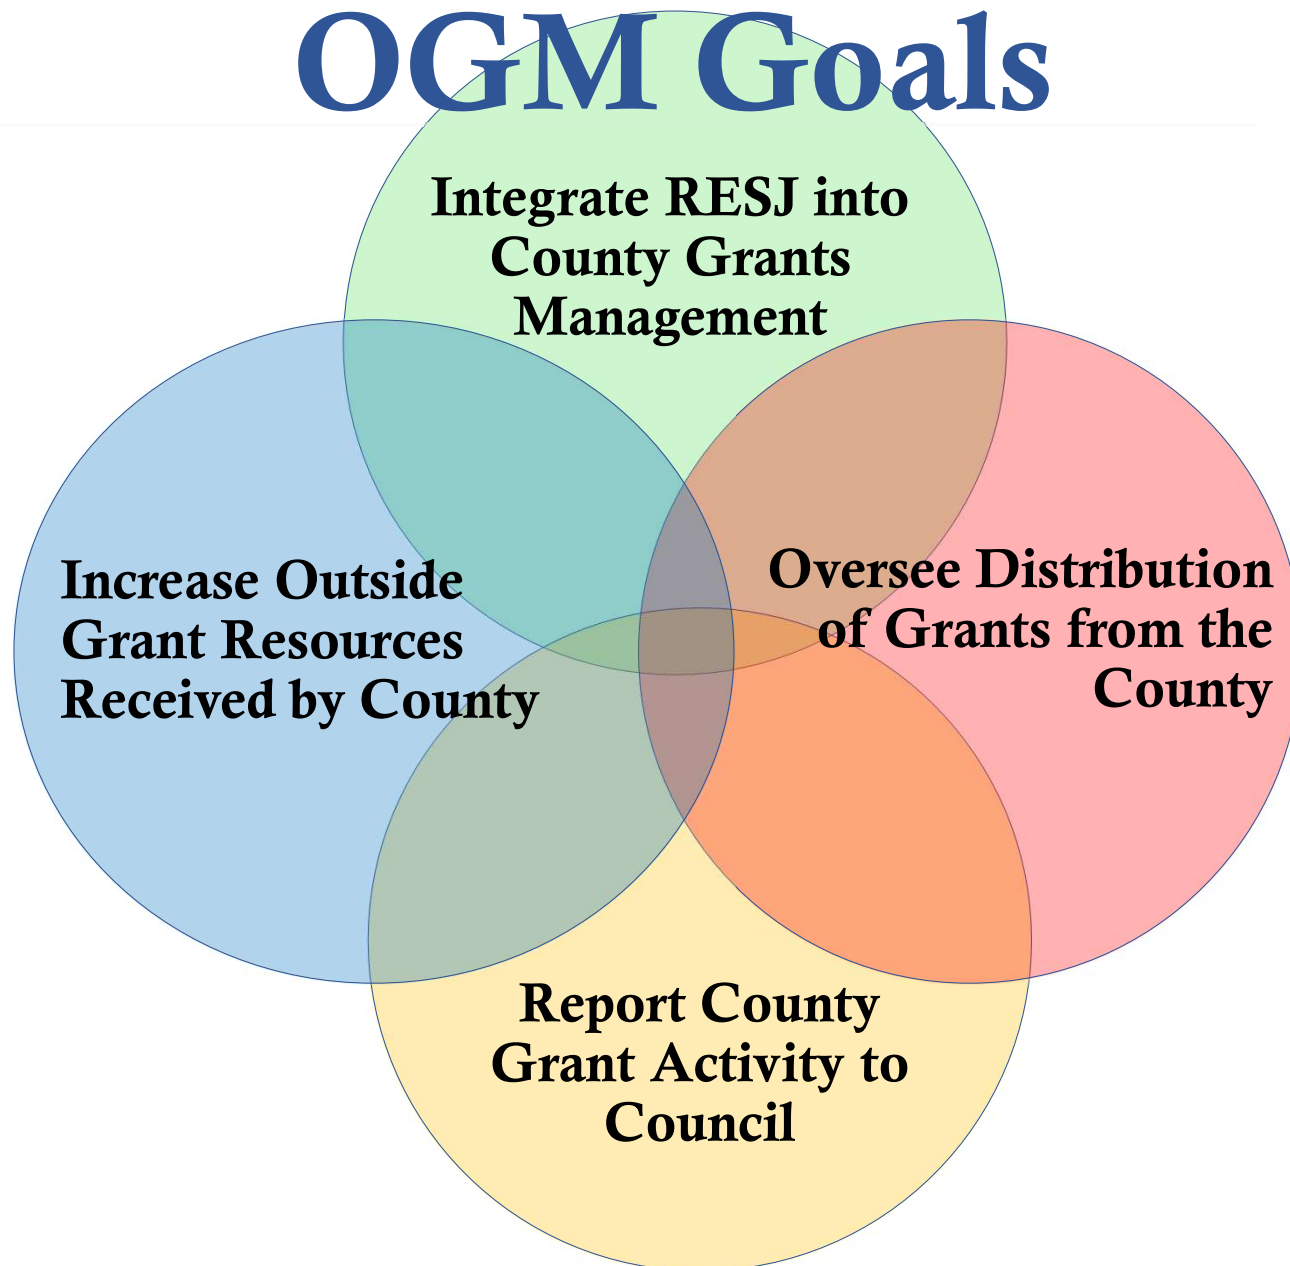 OGM Goals
Integrate RESJ into
County Grants
Management
Increase Outside
Grant Resources
Received by County
Oversee Distribution
of Grants from the
County
Report County
Grant Activity to
Council